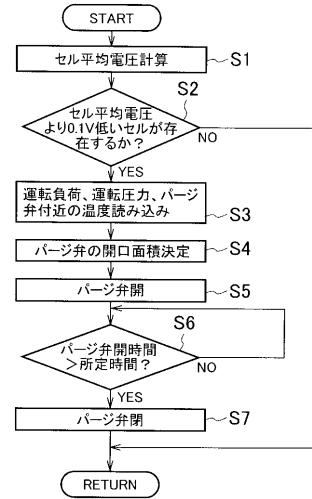 START
セル平均電圧計算
S1
S2
セル平均電圧
より0.1V低いセルが存
在するか?
NO
YES
運転負荷、運転圧力、パージ
弁付近の温度読み込み
S3
パージ弁の開口面積決定
S4
パージ弁開
S5
S6
パージ弁開時間
>所定時間?
NO
YES
パージ弁閉
S7
RETURN